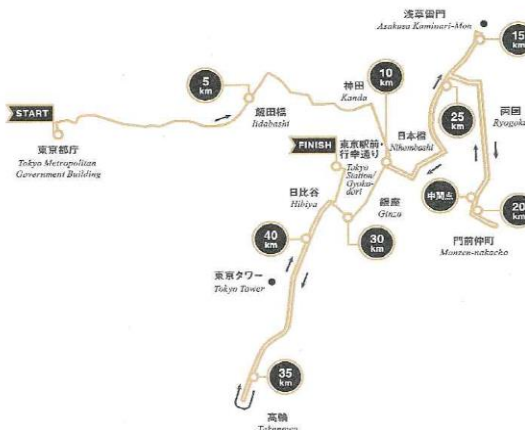 START
東京都庁
Tokyo Metropolitan
Government Building
5
km
飯田橋
Iidabashi
神田
Kanda
10
km
日本橋
Nihombashi
浅草雷門
Asakusa Kaminari-Mon
15
km
両国
Ryogoku
中間点
20
km
門前仲町
Monzen-nakacho
25
km
銀座
Ginza
30
km
日比谷
Hibiya
東京タワー
Tokyo Tower
35
km
高輪
40
km
FINISH
東京駅前・
行幸通り
Tokyo
Station/
Gyoko-
dori